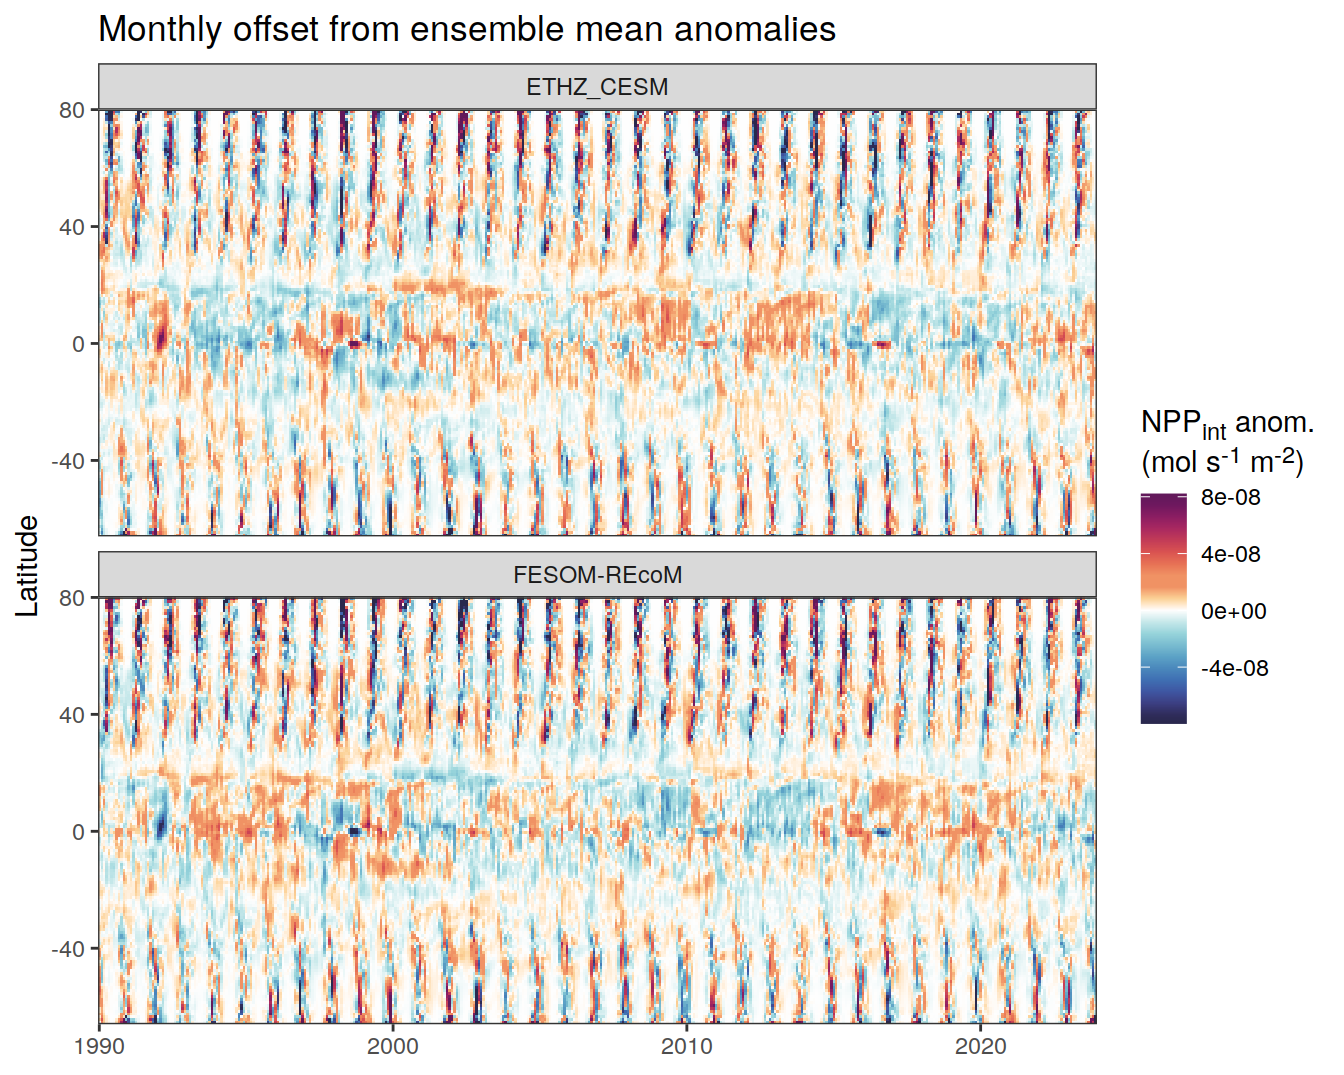 Monthly offset from ensemble mean anomalies
ETHZ_CESM
80
40
0
-40
Latitude
FESOM-REcoM
80
40
0
-40
1990 2000 2010 2020
NPPint anom.
(mol s-1 m-2)
8e-08
4e-08
0e+00
-4e-08